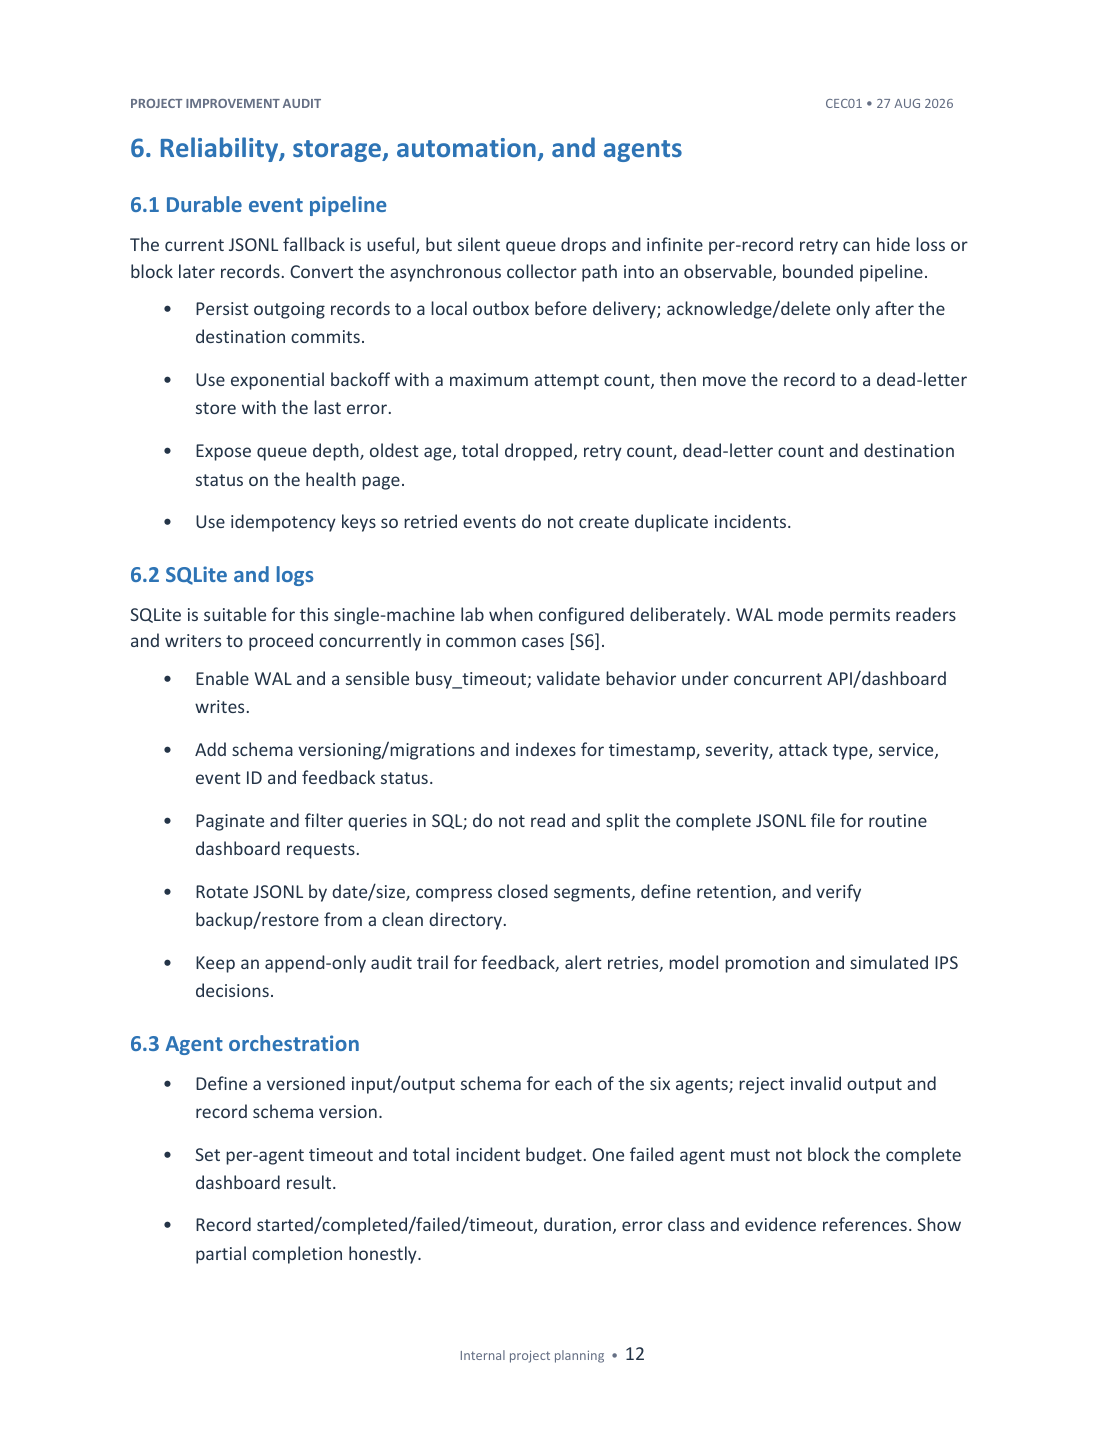 PROJECT IMPROVEMENT AUDIT
CEC01 • 27 AUG 2026
6. Reliability, storage, automation, and agents
6.1 Durable event pipeline
The current JSONL fallback is useful, but silent queue drops and infinite per-record retry can hide loss or
block later records. Convert the asynchronous collector path into an observable, bounded pipeline.
• Persist outgoing records to a local outbox before delivery; acknowledge/delete only after the
destination commits.
• Use exponential backoff with a maximum attempt count, then move the record to a dead-letter
store with the last error.
• Expose queue depth, oldest age, total dropped, retry count, dead-letter count and destination
status on the health page.
• Use idempotency keys so retried events do not create duplicate incidents.
6.2 SQLite and logs
SQLite is suitable for this single-machine lab when configured deliberately. WAL mode permits readers
and writers to proceed concurrently in common cases [S6].
• Enable WAL and a sensible busy_timeout; validate behavior under concurrent API/dashboard
writes.
• Add schema versioning/migrations and indexes for timestamp, severity, attack type, service,
event ID and feedback status.
• Paginate and filter queries in SQL; do not read and split the complete JSONL file for routine
dashboard requests.
• Rotate JSONL by date/size, compress closed segments, define retention, and verify
backup/restore from a clean directory.
• Keep an append-only audit trail for feedback, alert retries, model promotion and simulated IPS
decisions.
6.3 Agent orchestration
• Define a versioned input/output schema for each of the six agents; reject invalid output and
record schema version.
• Set per-agent timeout and total incident budget. One failed agent must not block the complete
dashboard result.
• Record started/completed/failed/timeout, duration, error class and evidence references. Show
partial completion honestly.
Internal project planning • 12